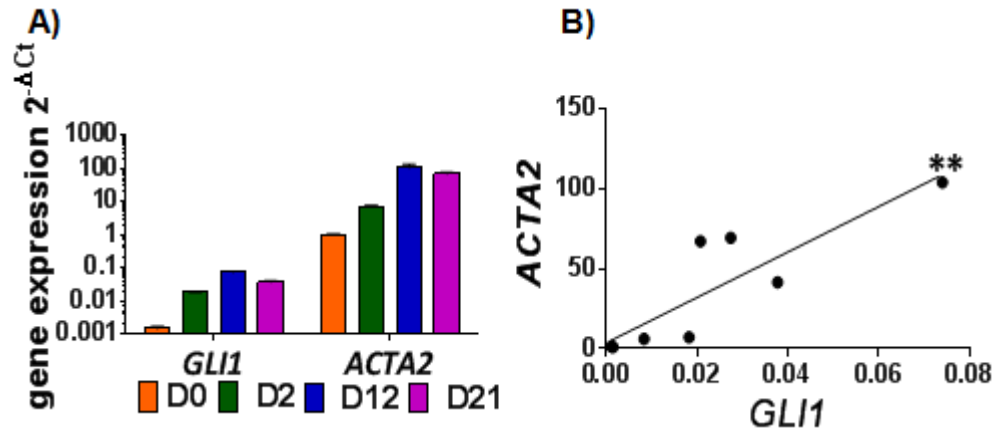 A)
gene expression 2^-ΔCt
1000
100
10
1
0.1
0.01
0.001
GLI1 ACTA2
D0 D2 D12 D21
B)
ACTA2
150
100
50
0
**
0.00 0.02 0.04 0.06 0.08
GLI1